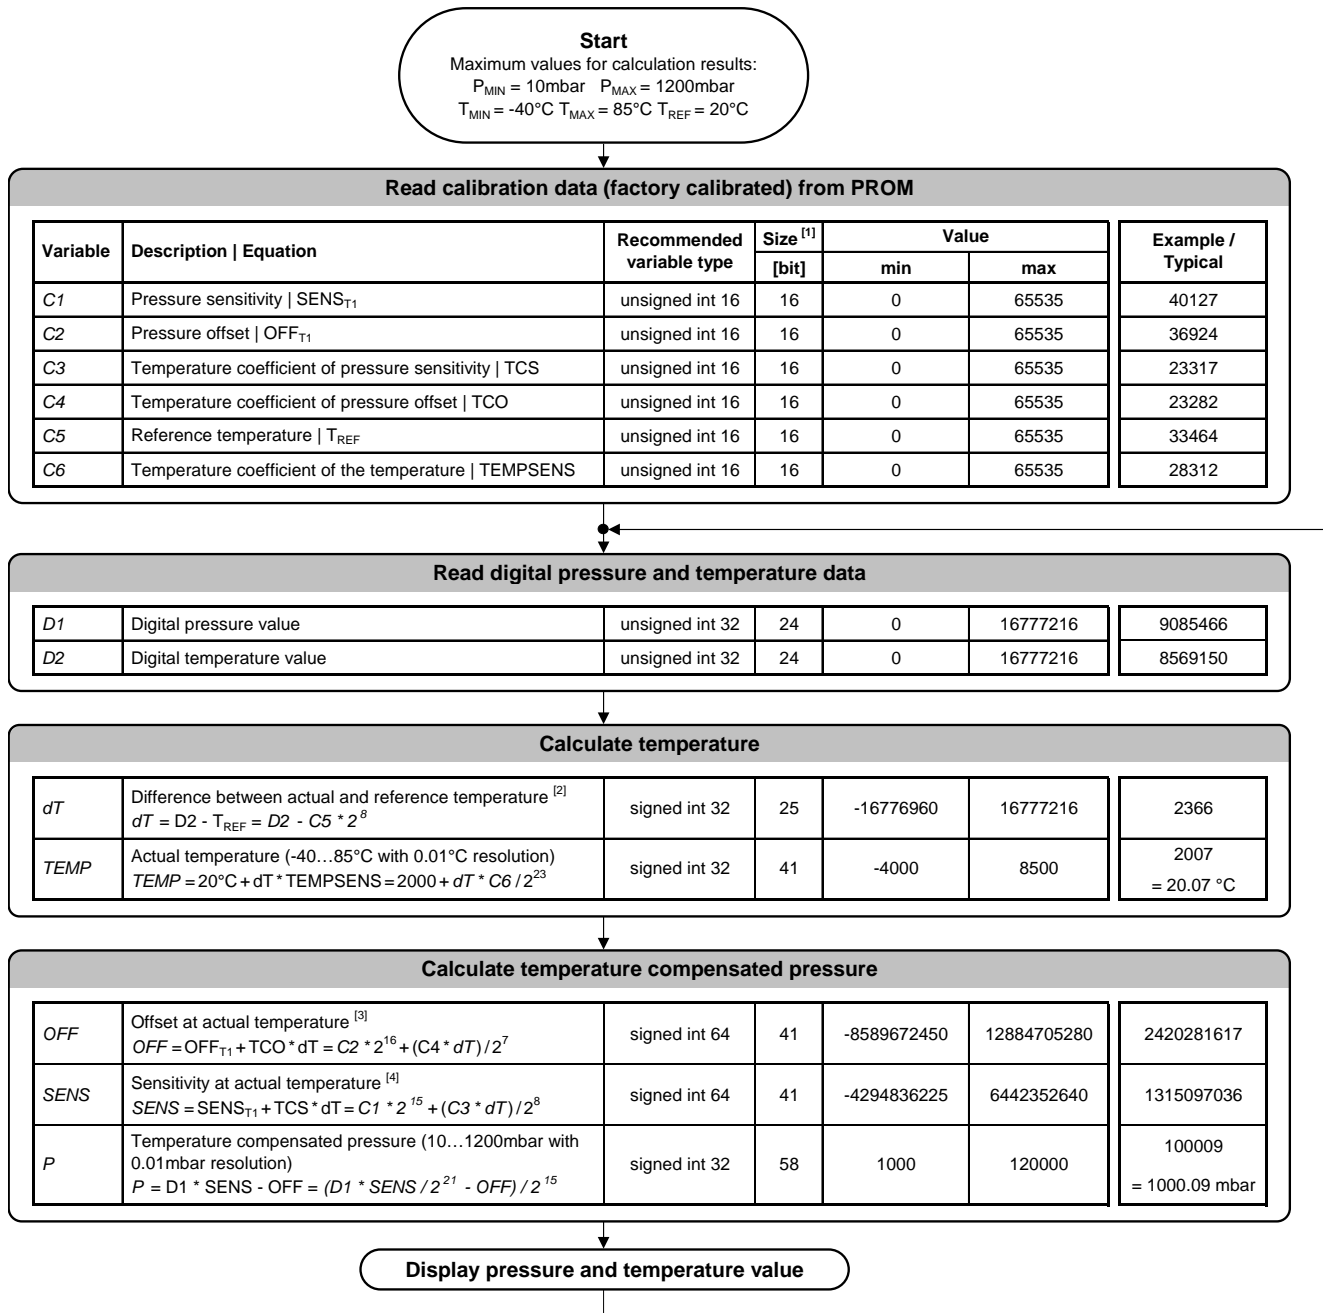 Start
Maximum values for calculation results:
P_MIN = 10mbar P_MAX = 1200mbar
T_MIN = -40°C T_MAX = 85°C T_REF = 20°C
Read calibration data (factory calibrated) from PROM
Variable | Description | Equation | Recommended variable type | Size [1] [bit] | Value min | max | Example / Typical
C1 Pressure sensitivity | SENS_T1 unsigned int 16 16 0 65535 40127
C2 Pressure offset | OFF_T1 unsigned int 16 16 0 65535 36924
C3 Temperature coefficient of pressure sensitivity | TCS unsigned int 16 16 0 65535 23317
C4 Temperature coefficient of pressure offset | TCO unsigned int 16 16 0 65535 23282
C5 Reference temperature | T_REF unsigned int 16 16 0 65535 33464
C6 Temperature coefficient of the temperature | TEMPSENS unsigned int 16 16 0 65535 28312
Read digital pressure and temperature data
D1 Digital pressure value unsigned int 32 24 0 16777216 9085466
D2 Digital temperature value unsigned int 32 24 0 16777216 8569150
Calculate temperature
dT Difference between actual and reference temperature [2]
dT = D2 - T_REF = D2 - C5 * 2^8 signed int 32 25 -16776960 16777216 2366
TEMP Actual temperature (-40…85°C with 0.01°C resolution)
TEMP = 20°C + dT * TEMPSENS = 2000 + dT * C6 / 2^23 signed int 32 41 -4000 8500 2007
= 20.07 °C
Calculate temperature compensated pressure
OFF Offset at actual temperature [3]
OFF = OFF_T1 + TCO * dT = C2 * 2^16 + (C4 * dT) / 2^7 signed int 64 41 -8589672450 12884705280 2420281617
SENS Sensitivity at actual temperature [4]
SENS = SENS_T1 + TCS * dT = C1 * 2^15 + (C3 * dT) / 2^8 signed int 64 41 -4294836225 6442352640 1315097036
P Temperature compensated pressure (10…1200mbar with
0.01mbar resolution)
P = D1 * SENS - OFF = (D1 * SENS / 2^21 - OFF) / 2^15 signed int 32 58 1000 120000 100009
= 1000.09 mbar
Display pressure and temperature value